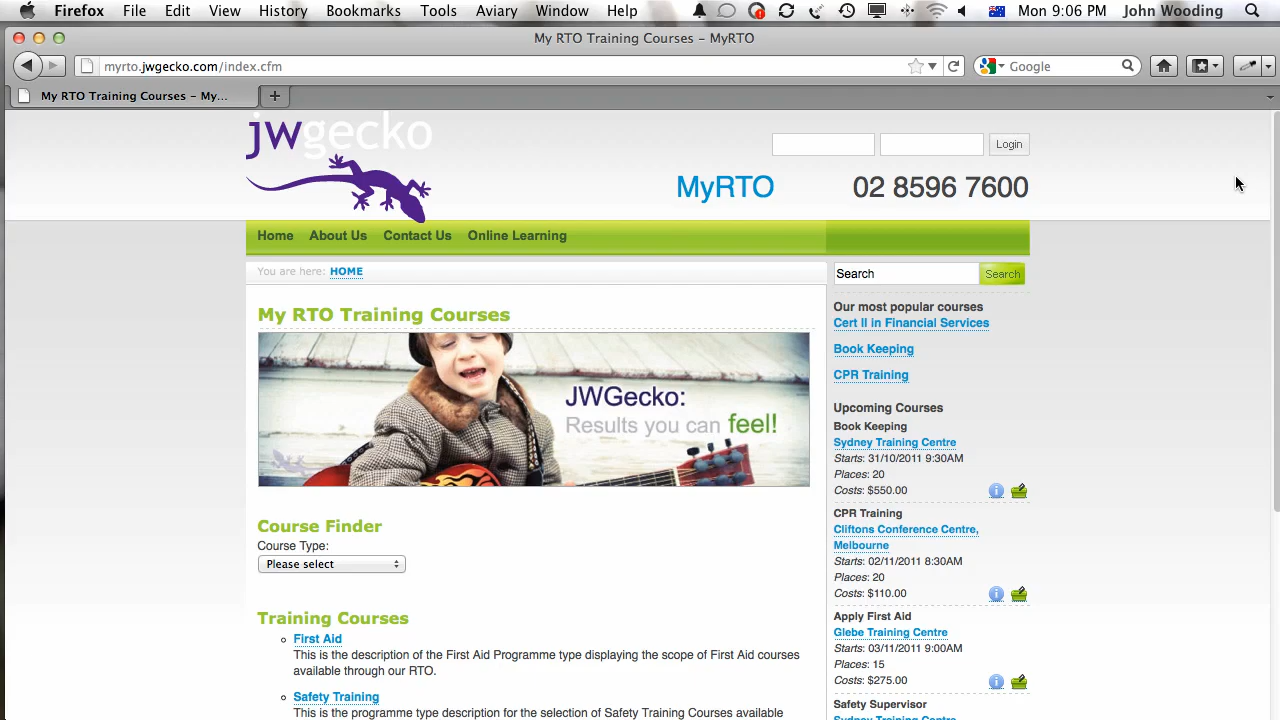 Firefox File Edit View History Bookmarks Tools Aviary Window Help Mon 9:06 PM John Wooding
My RTO Training Courses – MyRTO
myrto.jwgecko.com/index.cfm
Google
My RTO Training Courses – My...
jwgecko
Login
MyRTO 02 8596 7600
Home About Us Contact Us Online Learning
You are here: HOME
Search Search
My RTO Training Courses
JWGecko:
Results you can feel!
Course Finder
Course Type:
Please select
Training Courses
First Aid
This is the description of the First Aid Programme type displaying the scope of First Aid courses
available through our RTO.
Safety Training
This is the programme type description for the selection of Safety Training Courses available
Our most popular courses
Cert II in Financial Services
Book Keeping
CPR Training
Upcoming Courses
Book Keeping
Sydney Training Centre
Starts: 31/10/2011 9:30AM
Places: 20
Costs: $550.00
CPR Training
Cliftons Conference Centre,
Melbourne
Starts: 02/11/2011 8:30AM
Places: 20
Costs: $110.00
Apply First Aid
Glebe Training Centre
Starts: 03/11/2011 9:00AM
Places: 15
Costs: $275.00
Safety Supervisor
Sydney Training Centre